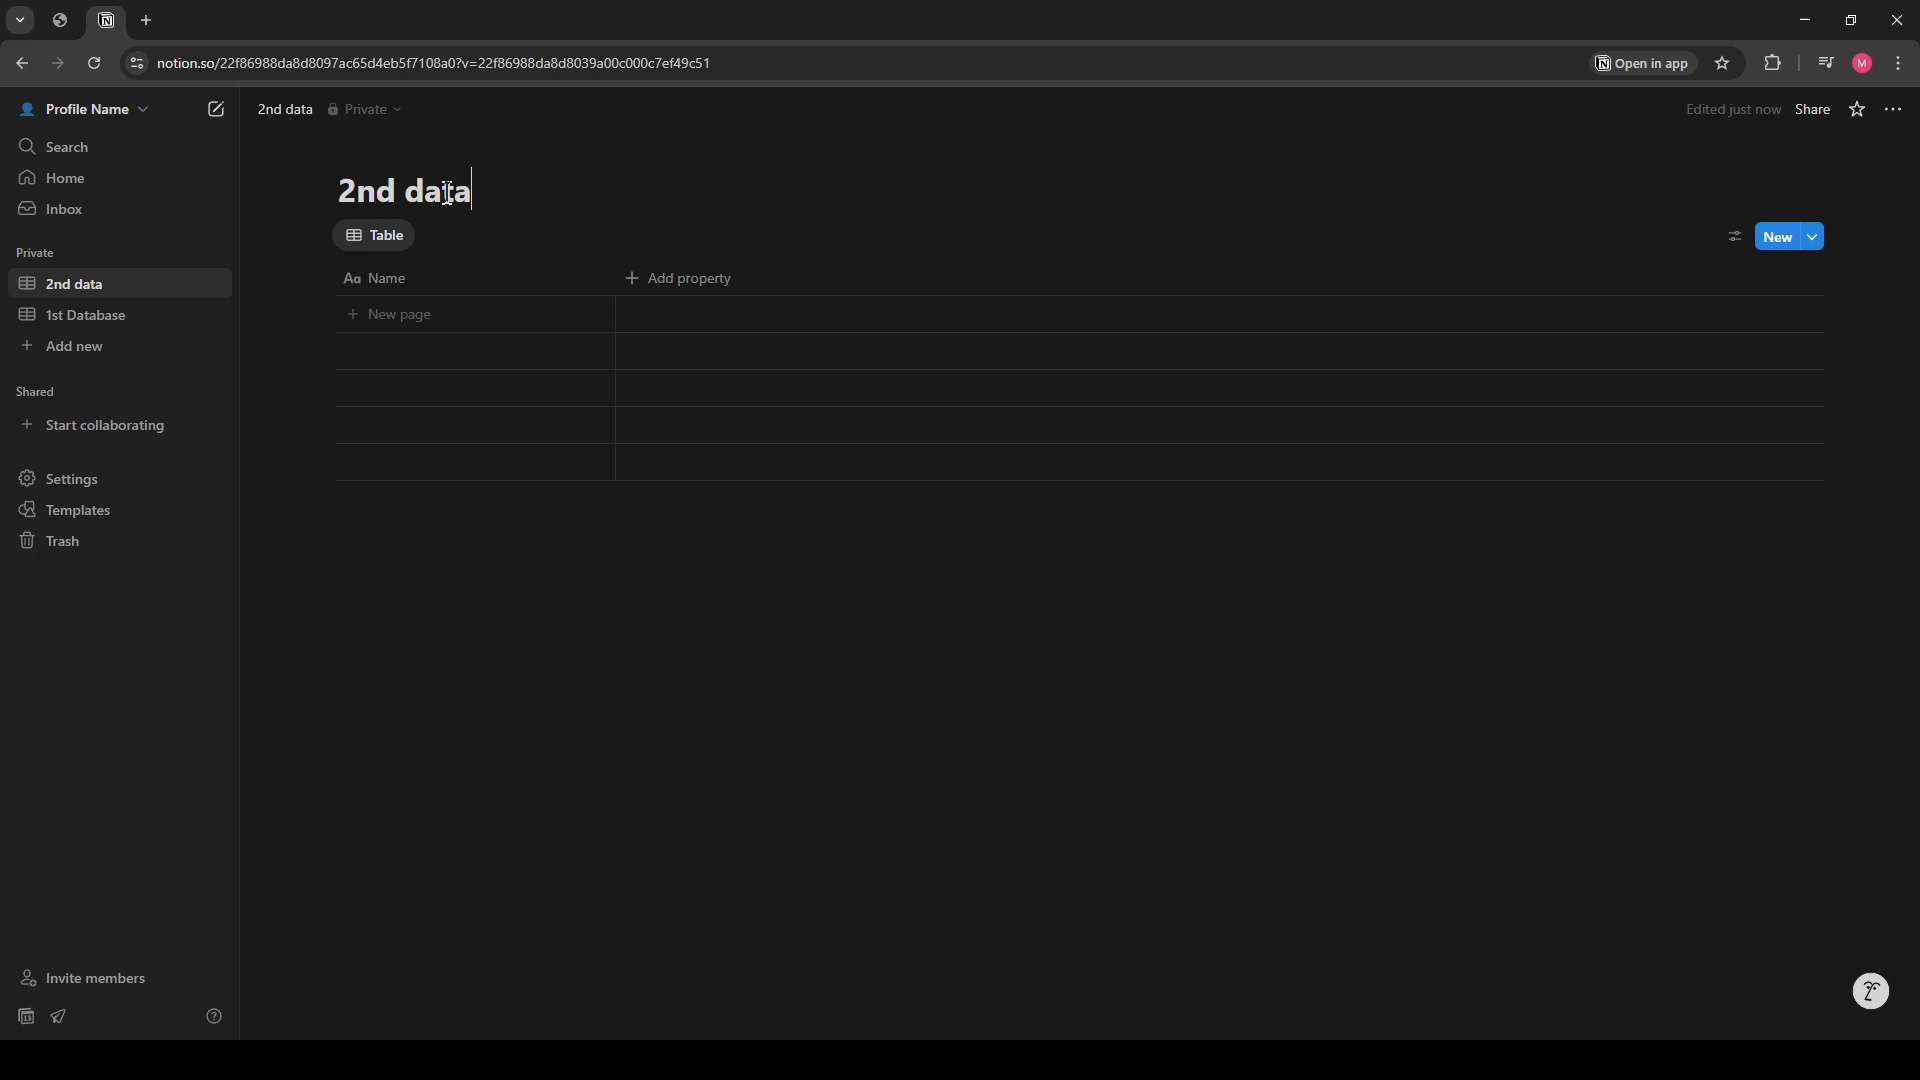 notion.so/22f86988da8d8097ac65d4eb5f7108a0?v=22f86988da8d8039a00c000c7ef49c51
Open in app
M
Profile Name
2nd data
Private
Edited just now
Share
Search
Home
Inbox
Private
2nd data
1st Database
Add new
Shared
Start collaborating
Settings
Templates
Trash
Invite members
13
2nd data
Table
New
Aa Name
Add property
New page